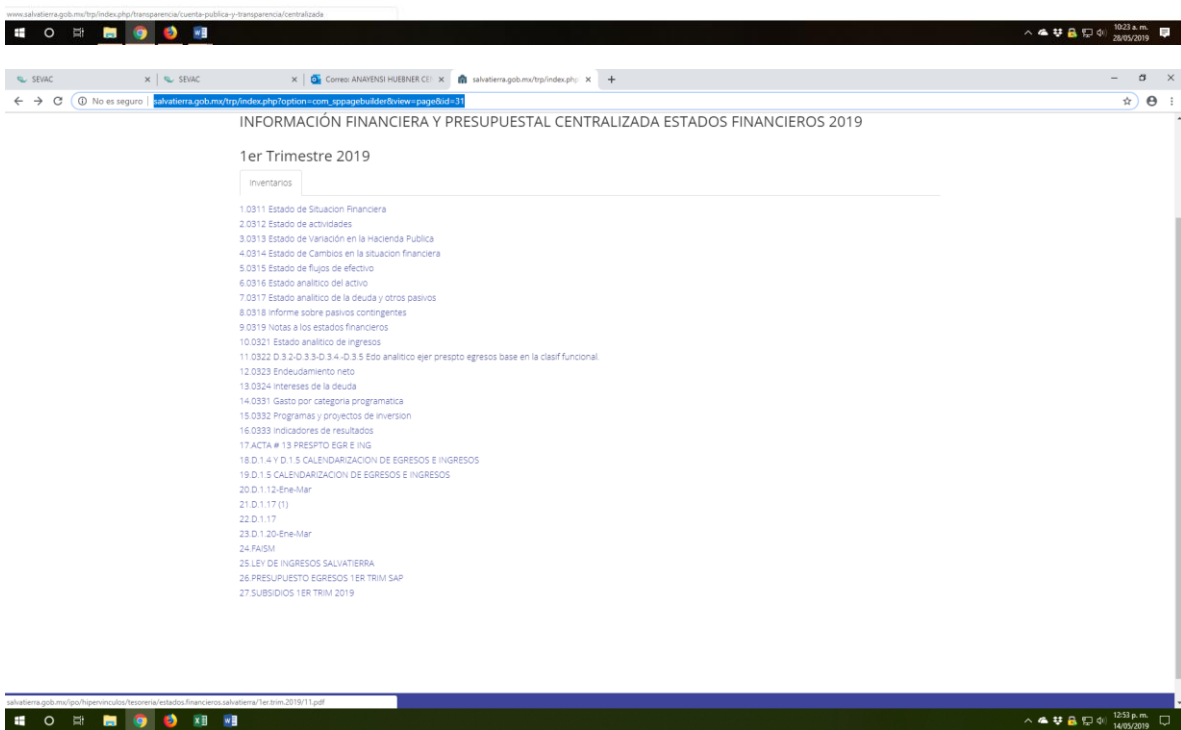 www.salvatierra.gob.mx/trp/index.php/transparencia/cuenta-publica-y-transparencia/centralizada
10:23 a. m.
28/05/2019
SEVAC
SEVAC
Correo: ANAYENSI HUEBNER CE
salvatierra.gob.mx/trp/index.php
No es seguro | salvatierra.gob.mx/trp/index.php?option=com_sppagebuilder&view=page&id=31
INFORMACIÓN FINANCIERA Y PRESUPUESTAL CENTRALIZADA ESTADOS FINANCIEROS 2019
1er Trimestre 2019
Inventarios
1.0311 Estado de Situacion Financiera
2.0312 Estado de actividades
3.0313 Estado de Variación en la Hacienda Publica
4.0314 Estado de Cambios en la situacion financiera
5.0315 Estado de flujos de efectivo
6.0316 Estado analitico del activo
7.0317 Estado analitico de la deuda y otros pasivos
8.0318 Informe sobre pasivos contingentes
9.0319 Notas a los estados financieros
10.0321 Estado analitico de ingresos
11.0322 D.3.2-D.3.3-D.3.4.-D.3.5 Edo analitico ejer prespto egresos base en la clasif funcional.
12.0323 Endeudamiento neto
13.0324 Intereses de la deuda
14.0331 Gasto por categoria programatica
15.0332 Programas y proyectos de inversion
16.0333 Indicadores de resultados
17.ACTA # 13 PRESPTO EGR E ING
18.D.1.4 Y D.1.5 CALENDARIZACION DE EGRESOS E INGRESOS
19.D.1.5 CALENDARIZACION DE EGRESOS E INGRESOS
20.D.1.12-Ene-Mar
21.D.1.17 (1)
22.D.1.17
23.D.1.20-Ene-Mar
24.FAISM
25.LEY DE INGRESOS SALVATIERRA
26.PRESUPUESTO EGRESOS 1ER TRIM SAP
27.SUBSIDIOS 1ER TRIM 2019
salvatierra.gob.mx/ipo/hipervinculos/tesoreria/estados.financieros.salvatierra/1er.trim.2019/11.pdf
12:53 p. m.
14/05/2019